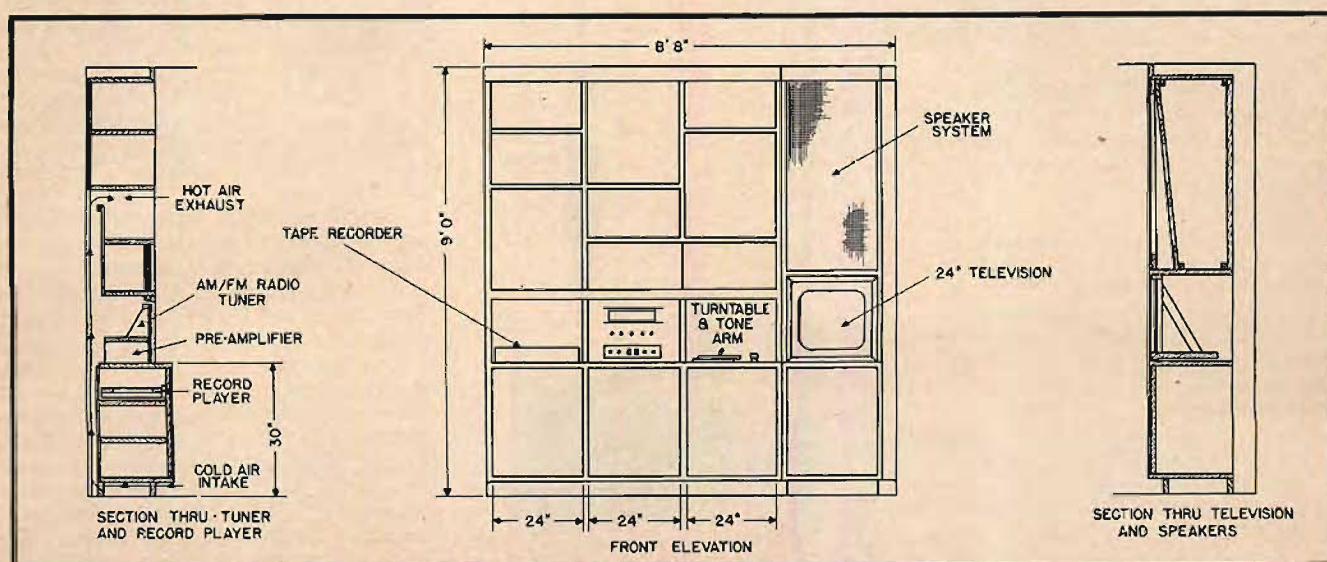 8'8"
9'0"
HOT AIR
EXHAUST
AM/FM RADIO
TUNER
PRE-AMPLIFIER
RECORD
PLAYER
30"
COLD AIR
INTAKE
SECTION THRU·TUNER
AND RECORD PLAYER
TAPE RECORDER
SPEAKER
SYSTEM
24" TELEVISION
TURNTABLE
& TONE
ARM
24" 24" 24"
FRONT ELEVATION
SECTION THRU TELEVISION
AND SPEAKERS